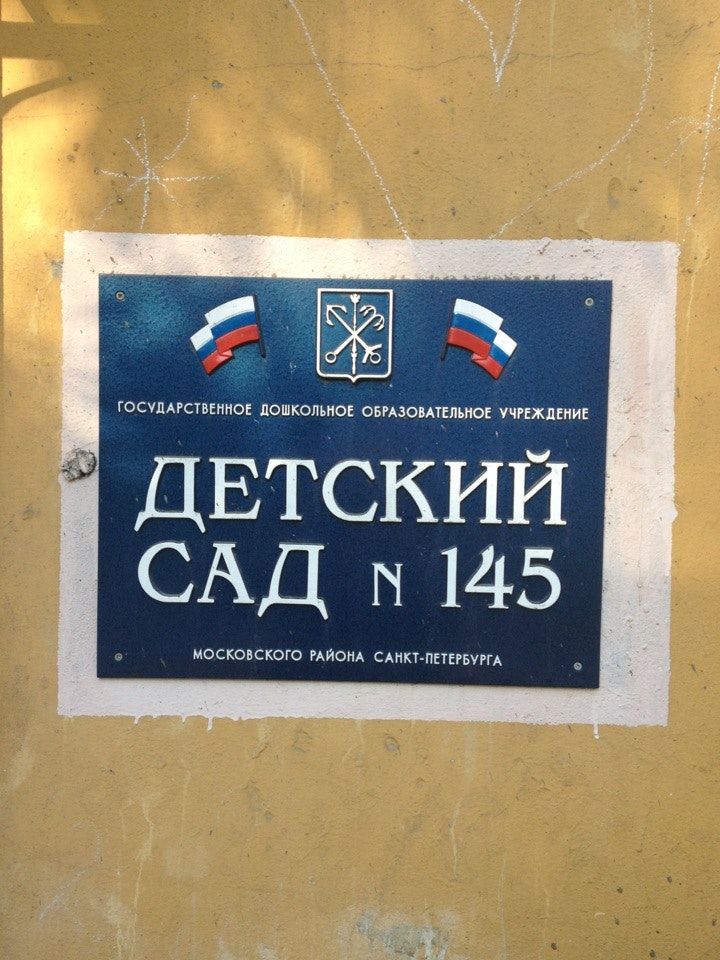 ГОСУДАРСТВЕННОЕ ДОШКОЛЬНОЕ ОБРАЗОВАТЕЛЬНОЕ УЧРЕЖДЕНИЕ
ДЕТСКИЙ
САД N 145
МОСКОВСКОГО РАЙОНА САНКТ-ПЕТЕРБУРГА